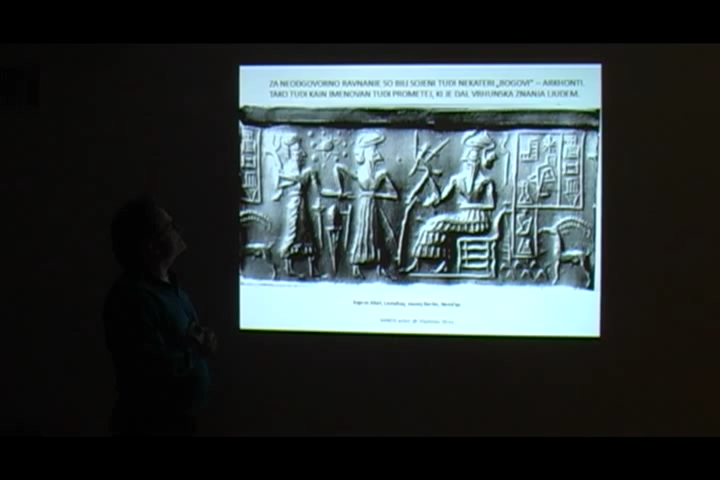 ZA NEODGOVORNO RAVNANJE SO BILI SOJENI TUDI NEKATERI „BOGOVI“ – ARKHONTI.
TAKO TUDI KAIN IMENOVAN TUDI PROMETEJ, KI JE DAL VRHUNSKA ZNANJA LJUDEM.